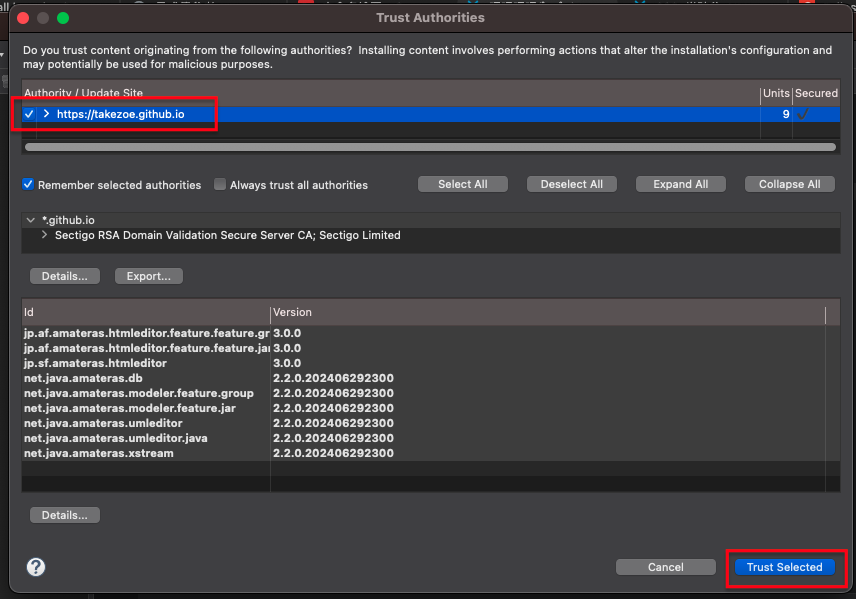 Trust Authorities
Do you trust content originating from the following authorities?  Installing content involves performing actions that alter the installation's configuration and
may potentially be used for malicious purposes.
Authority / Update Site Units Secured
https://takezoe.github.io 9
Remember selected authorities Always trust all authorities Select All Deselect All Expand All Collapse All
*.github.io
Sectigo RSA Domain Validation Secure Server CA; Sectigo Limited
Details... Export...
Id Version
jp.af.amateras.htmleditor.feature.feature.gr 3.0.0
jp.af.amateras.htmleditor.feature.feature.jar 3.0.0
jp.sf.amateras.htmleditor 3.0.0
net.java.amateras.db 2.2.0.202406292300
net.java.amateras.modeler.feature.group 2.2.0.202406292300
net.java.amateras.modeler.feature.jar 2.2.0.202406292300
net.java.amateras.umleditor 2.2.0.202406292300
net.java.amateras.umleditor.java 2.2.0.202406292300
net.java.amateras.xstream 2.2.0.202406292300
Details...
? Cancel Trust Selected